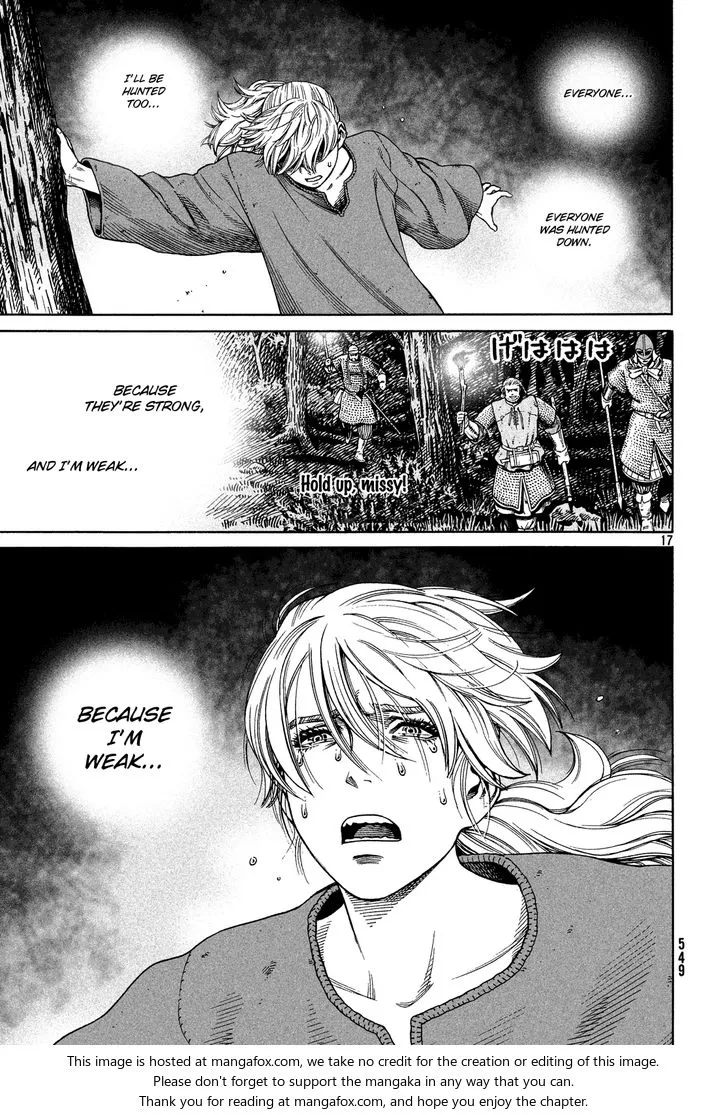 EVERYONE...
EVERYONE
WAS HUNTED
DOWN.
I'LL BE
HUNTED
TOO...
げははは
Hold up, missy!
BECAUSE
THEY'RE STRONG,
AND I'M WEAK...
17
BECAUSE
I'M
WEAK...
549
This image is hosted at mangafox.com, we take no credit for the creation or editing of this image.
Please don't forget to support the mangaka in any way that you can.
Thank you for reading at mangafox.com, and hope you enjoy the chapter.